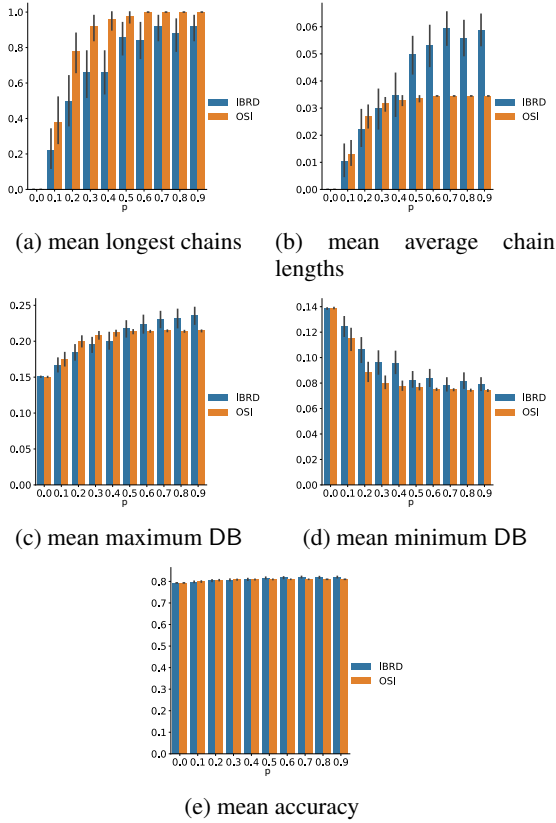 1.0
0.8
0.6
0.4
0.2
0.0
0.0 0.1 0.2 0.3 0.4 0.5 0.6 0.7 0.8 0.9
p
IBRD
OSI
(a) mean longest chains
0.06
0.05
0.04
0.03
0.02
0.01
0.00
0.0 0.1 0.2 0.3 0.4 0.5 0.6 0.7 0.8 0.9
p
IBRD
OSI
(b) mean average chain
lengths
0.25
0.20
0.15
0.10
0.05
0.00
0.0 0.1 0.2 0.3 0.4 0.5 0.6 0.7 0.8 0.9
p
IBRD
OSI
(c) mean maximum DB
0.14
0.12
0.10
0.08
0.06
0.04
0.02
0.00
0.0 0.1 0.2 0.3 0.4 0.5 0.6 0.7 0.8 0.9
p
IBRD
OSI
(d) mean minimum DB
0.8
0.7
0.6
0.5
0.4
0.3
0.2
0.1
0.0
0.0 0.1 0.2 0.3 0.4 0.5 0.6 0.7 0.8 0.9
p
IBRD
OSI
(e) mean accuracy